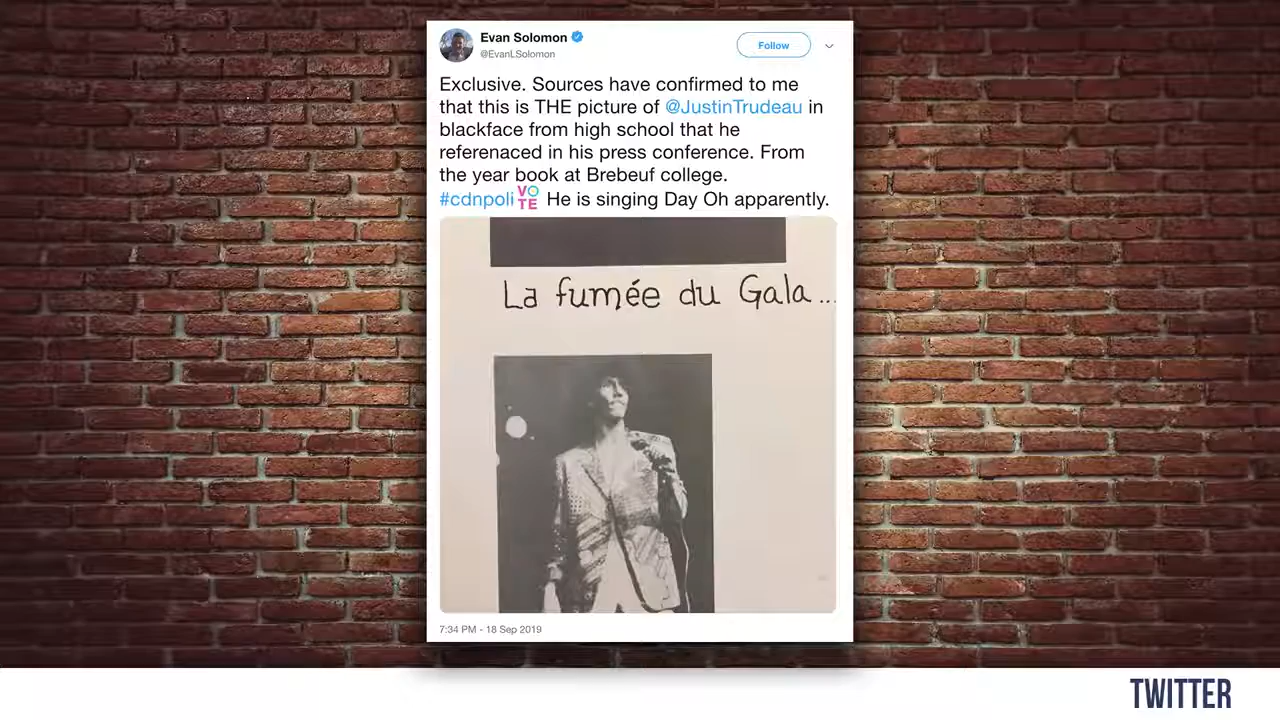 Evan Solomon
@EvanLSolomon
Follow
Exclusive. Sources have confirmed to me
that this is THE picture of @JustinTrudeau in
blackface from high school that he
referenaced in his press conference. From
the year book at Brebeuf college.
#cdnpoli VOTE He is singing Day Oh apparently.
La fumée du Gala...
7:34 PM - 18 Sep 2019
TWITTER